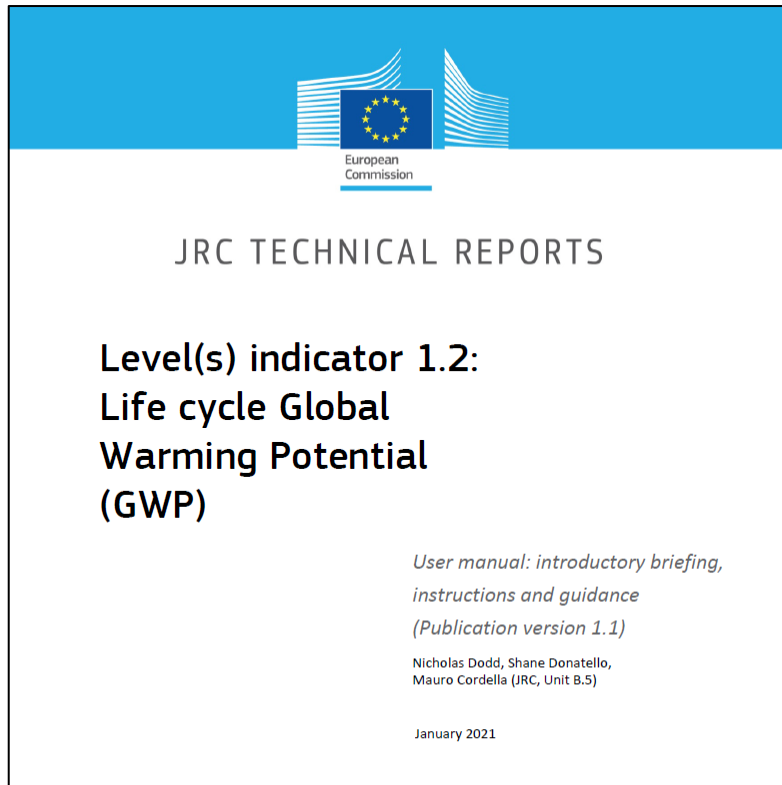 European
Commission
JRC TECHNICAL REPORTS
Level(s) indicator 1.2:
Life cycle Global
Warming Potential
(GWP)
User manual: introductory briefing,
instructions and guidance
(Publication version 1.1)
Nicholas Dodd, Shane Donatello,
Mauro Cordella (JRC, Unit B.5)
January 2021